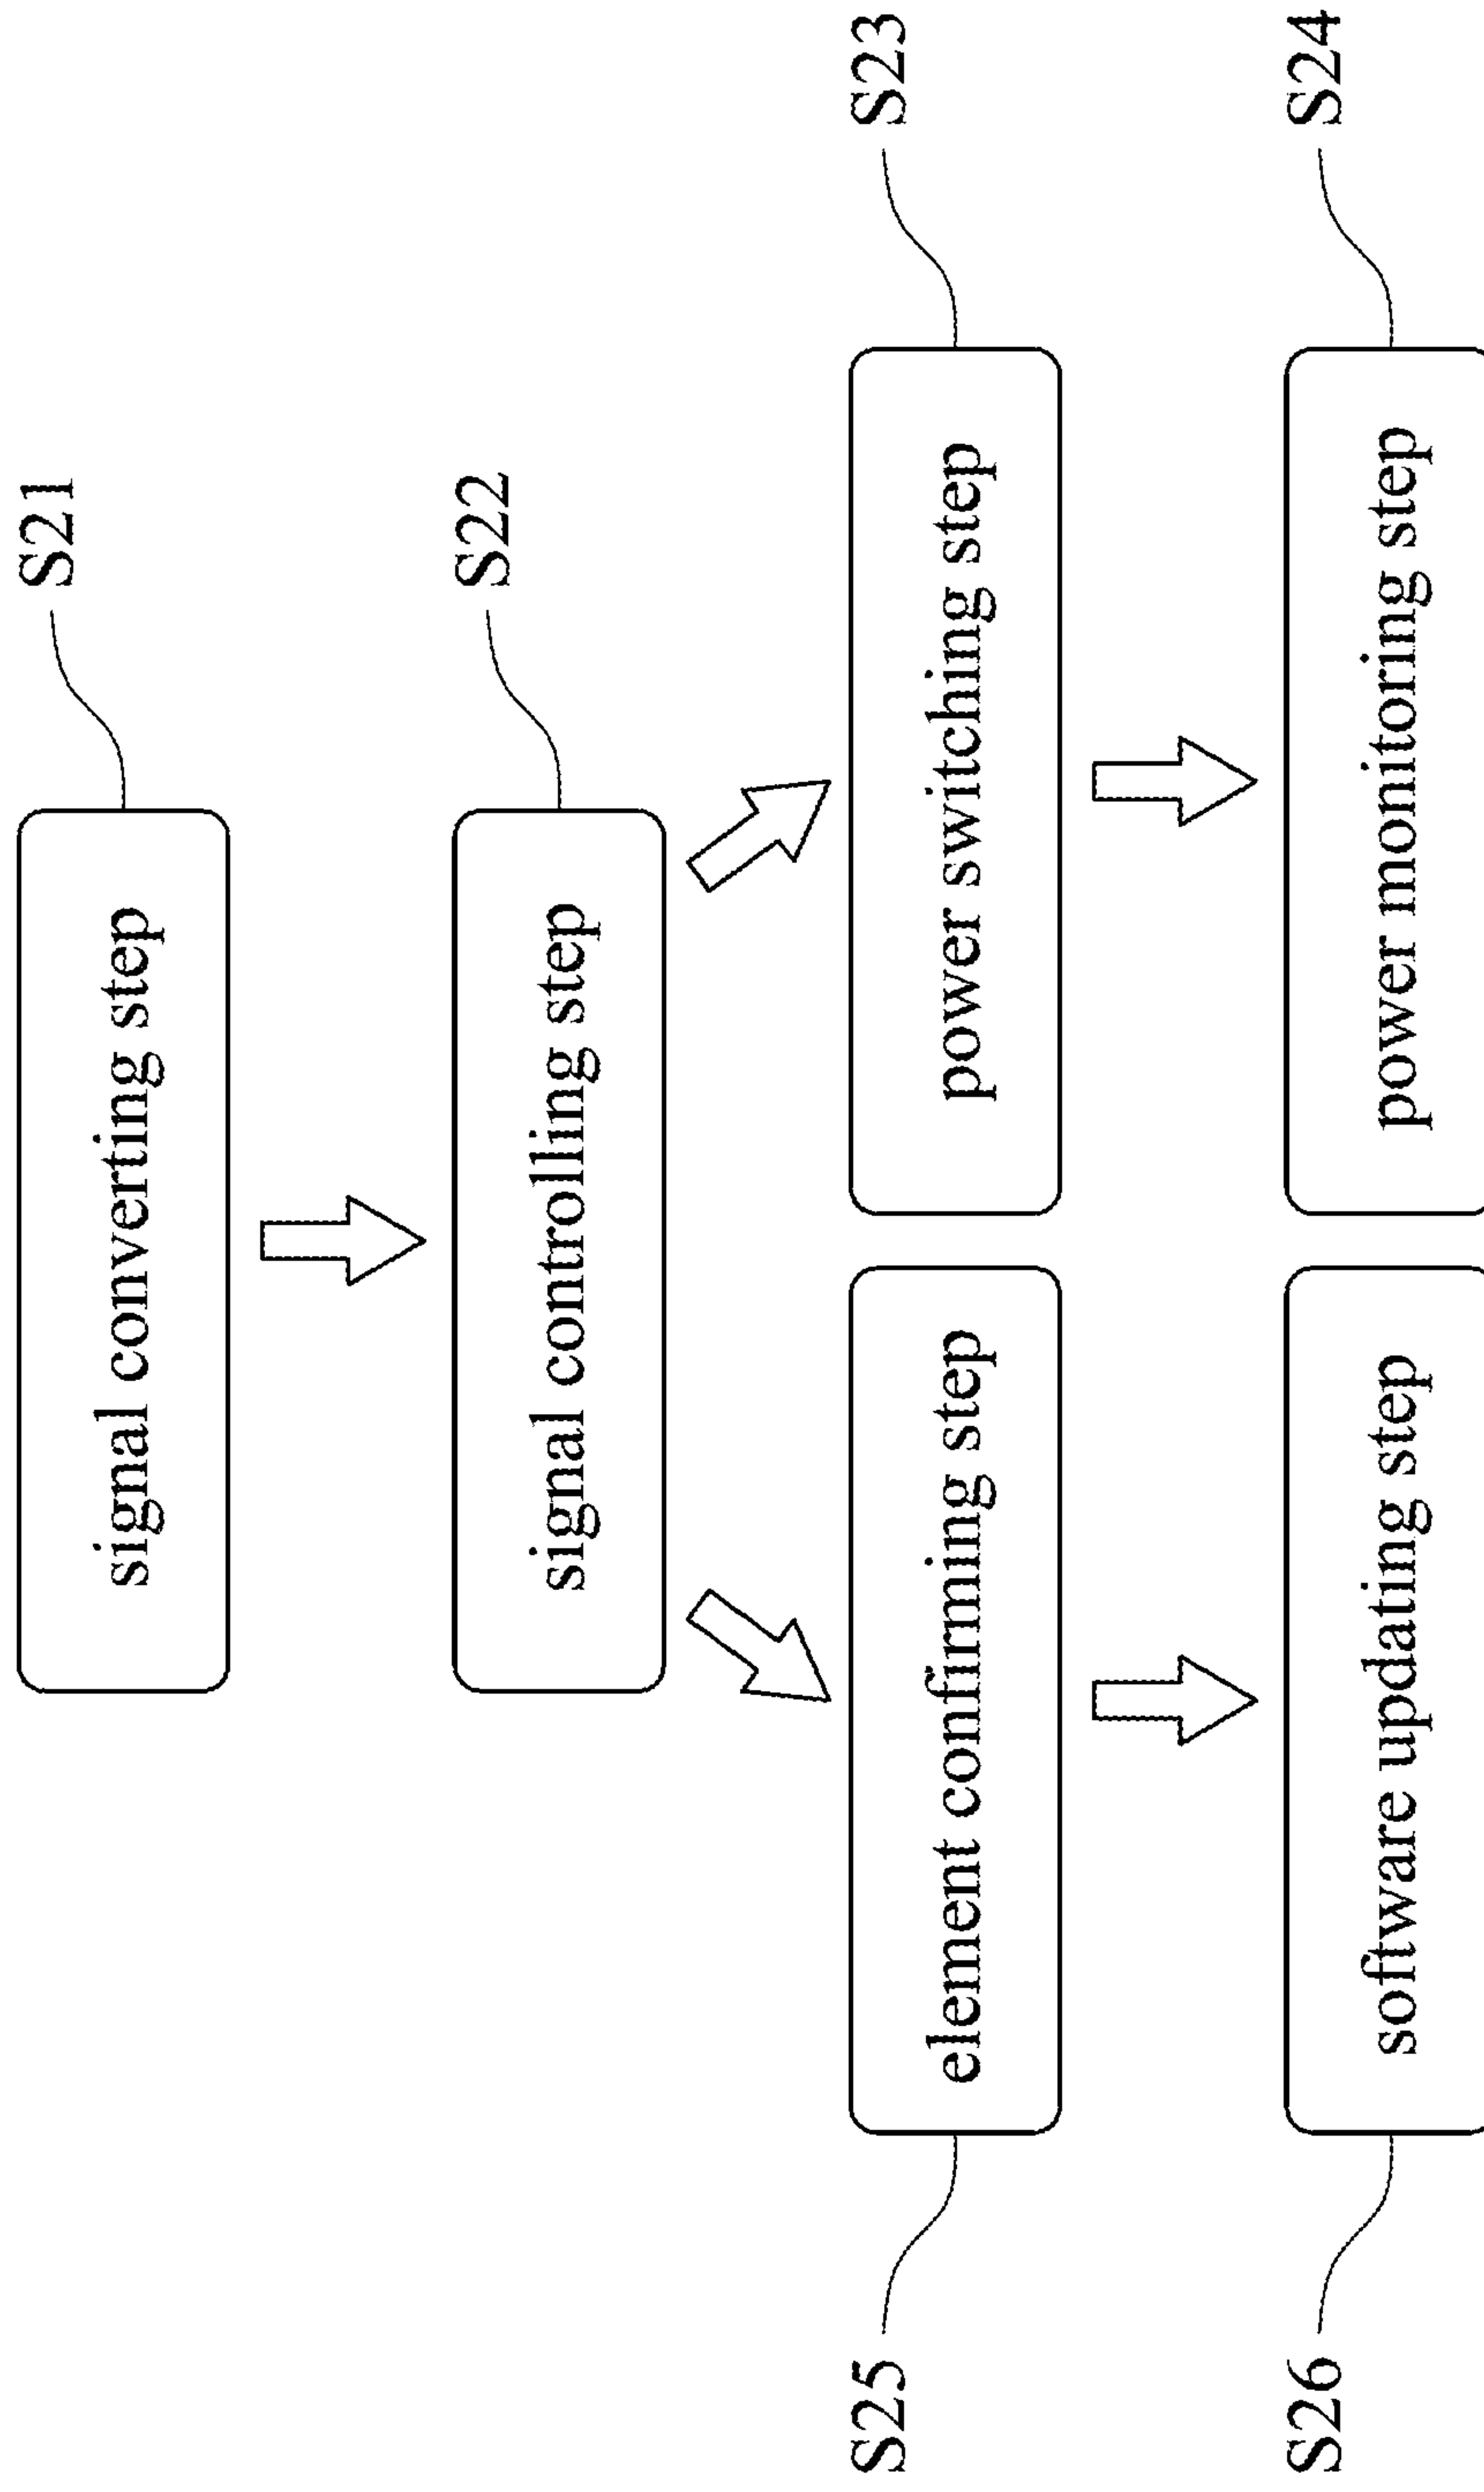 signal converting step
S21
signal controlling step
S22
S25
element confirming step
power switching step
S23
S26
software updating step
power monitoring step
S24